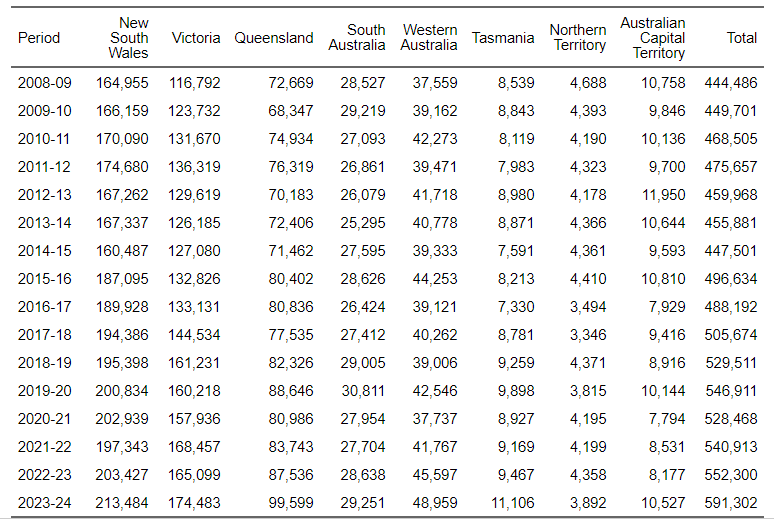 Period New South Wales Victoria Queensland South Australia Western Australia Tasmania Northern Territory Australian Capital Territory Total
2008-09 164,955 116,792 72,669 28,527 37,559 8,539 4,688 10,758 444,486
2009-10 166,159 123,732 68,347 29,219 39,162 8,843 4,393 9,846 449,701
2010-11 170,090 131,670 74,934 27,093 42,273 8,119 4,190 10,136 468,505
2011-12 174,680 136,319 76,319 26,861 39,471 7,983 4,323 9,700 475,657
2012-13 167,262 129,619 70,183 26,079 41,718 8,980 4,178 11,950 459,968
2013-14 167,337 126,185 72,406 25,295 40,778 8,871 4,366 10,644 455,881
2014-15 160,487 127,080 71,462 27,595 39,333 7,591 4,361 9,593 447,501
2015-16 187,095 132,826 80,402 28,626 44,253 8,213 4,410 10,810 496,634
2016-17 189,928 133,131 80,836 26,424 39,121 7,330 3,494 7,929 488,192
2017-18 194,386 144,534 77,535 27,412 40,262 8,781 3,346 9,416 505,674
2018-19 195,398 161,231 82,326 29,005 39,006 9,259 4,371 8,916 529,511
2019-20 200,834 160,218 88,646 30,811 42,546 9,898 3,815 10,144 546,911
2020-21 202,939 157,936 80,986 27,954 37,737 8,927 4,195 7,794 528,468
2021-22 197,343 168,457 83,743 27,704 41,767 9,169 4,199 8,531 540,913
2022-23 203,427 165,099 87,536 28,638 45,597 9,467 4,358 8,177 552,300
2023-24 213,484 174,483 99,599 29,251 48,959 11,106 3,892 10,527 591,302